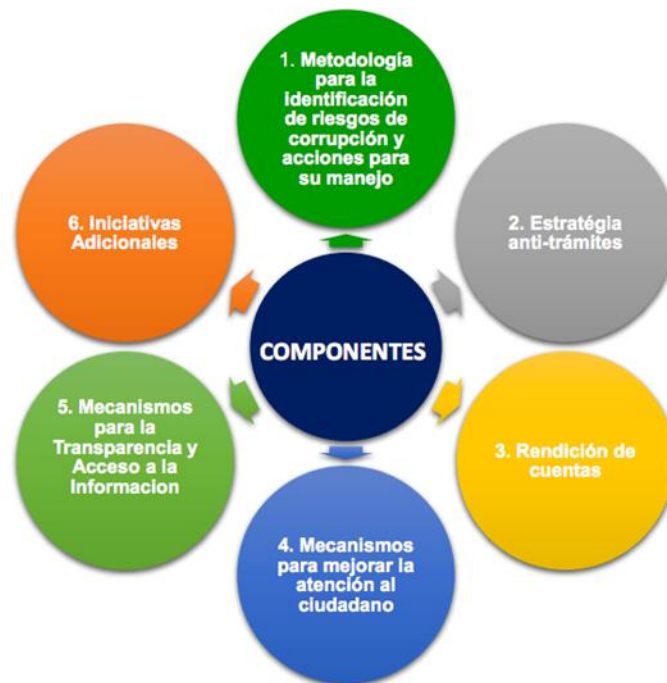 1. Metodología
para la
identificación
de riesgos de
corrupción y
acciones para
su manejo
2. Estratégia
anti-trámites
3. Rendición de
cuentas
4. Mecanismos
para mejorar la
atención al
ciudadano
5. Mecanismos
para la
Transparencia y
Acceso a la
Informacion
6. Iniciativas
Adicionales
COMPONENTES